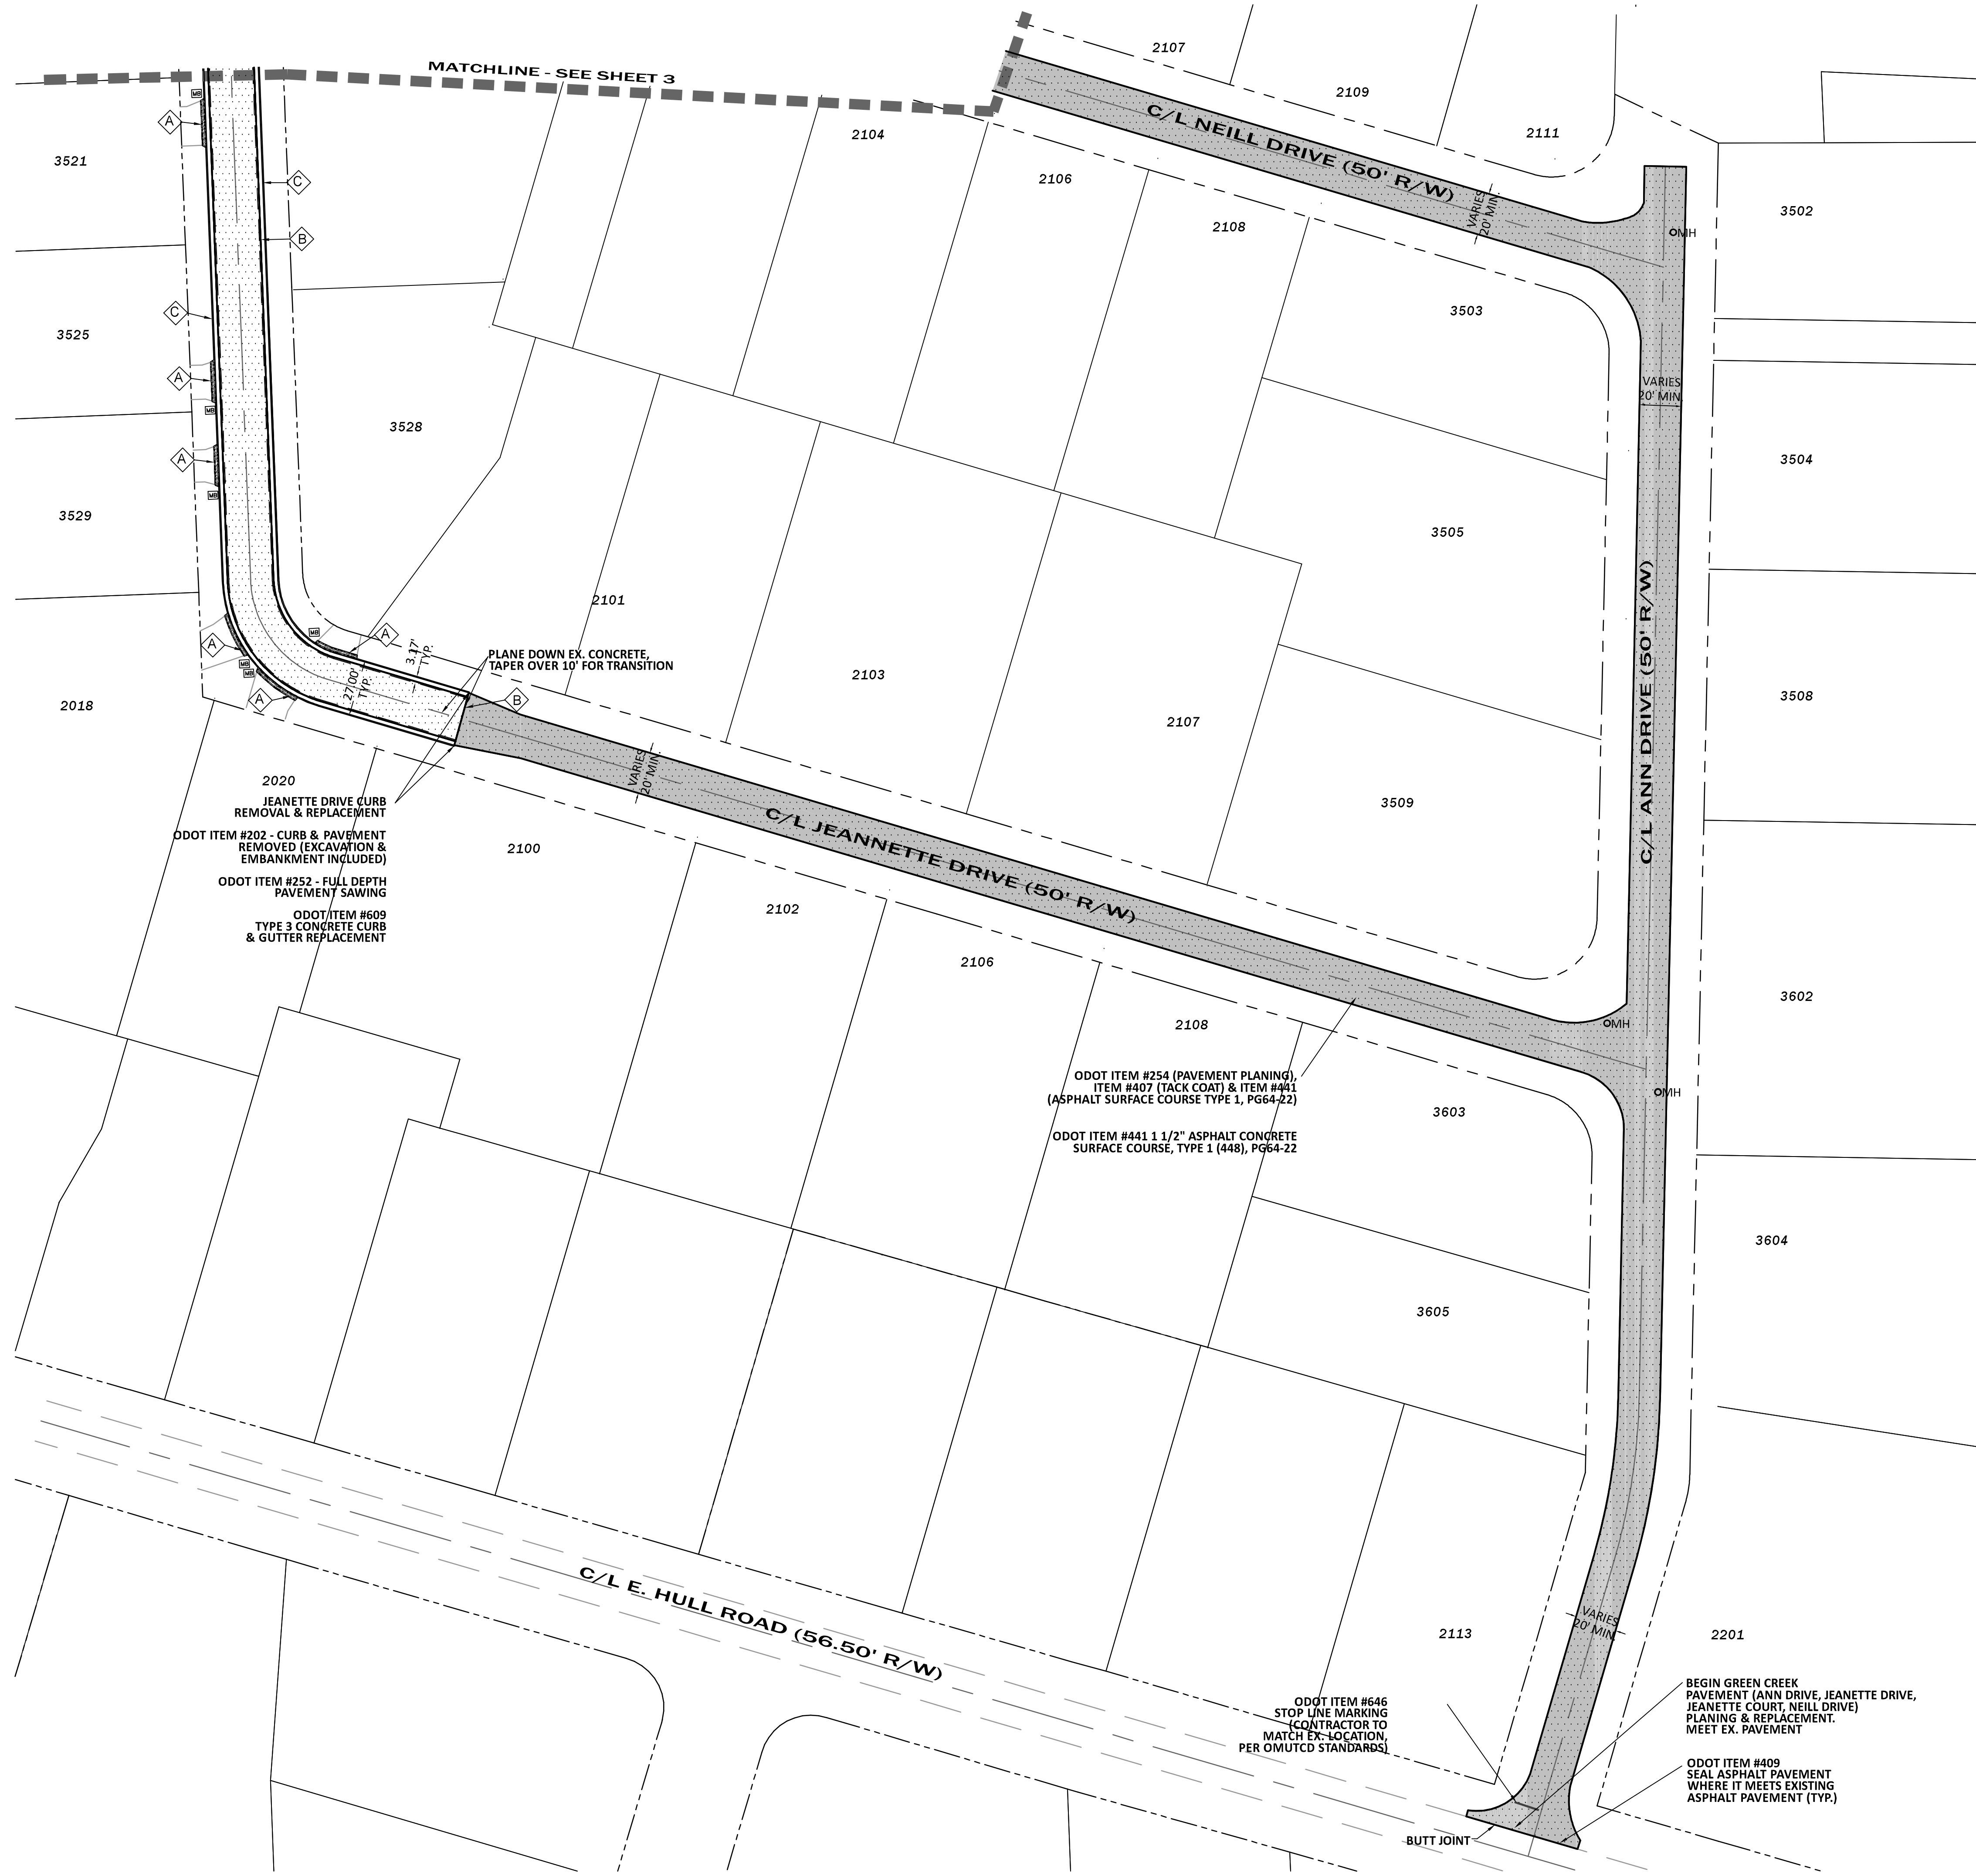 MATCHLINE - SEE SHEET 3
2107
2109
2111
C/L NEILL DRIVE (50' R/W)
VARIES
20' MIN.
MH
3502
2104
2106
2108
3503
MB
A
3521
C
B
C
3525
A
MB
A
MB
3529
3528
VARIES
20' MIN
3504
3505
C/L ANN DRIVE (50' R/W)
3508
2101
2103
2107
3509
MB
A
A
MB
MB
A
3.17'
TYP.
27.00'
TYP.
PLANE DOWN EX. CONCRETE,
TAPER OVER 10' FOR TRANSITION
B
2018
2020
JEANETTE DRIVE CURB
REMOVAL & REPLACEMENT
ODOT ITEM #202 - CURB & PAVEMENT
REMOVED (EXCAVATION &
EMBANKMENT INCLUDED)
ODOT ITEM #252 - FULL DEPTH
PAVEMENT SAWING
ODOT ITEM #609
TYPE 3 CONCRETE CURB
& GUTTER REPLACEMENT
VARIES
20' MIN.
C/L JEANNETTE DRIVE (50' R/W)
2100
2102
2106
2108
MH
MH
3602
ODOT ITEM #254 (PAVEMENT PLANING),
ITEM #407 (TACK COAT) & ITEM #441
(ASPHALT SURFACE COURSE TYPE 1, PG64-22)
ODOT ITEM #441 1 1/2" ASPHALT CONCRETE
SURFACE COURSE, TYPE 1 (448), PG64-22
3603
3604
3605
C/L E. HULL ROAD (56.50' R/W)
VARIES
20' MIN.
2113
2201
ODOT ITEM #646
STOP LINE MARKING
(CONTRACTOR TO
MATCH EX. LOCATION,
PER OMUTCD STANDARDS)
BEGIN GREEN CREEK
PAVEMENT (ANN DRIVE, JEANETTE DRIVE,
JEANETTE COURT, NEILL DRIVE)
PLANING & REPLACEMENT.
MEET EX. PAVEMENT
ODOT ITEM #409
SEAL ASPHALT PAVEMENT
WHERE IT MEETS EXISTING
ASPHALT PAVEMENT (TYP.)
BUTT JOINT